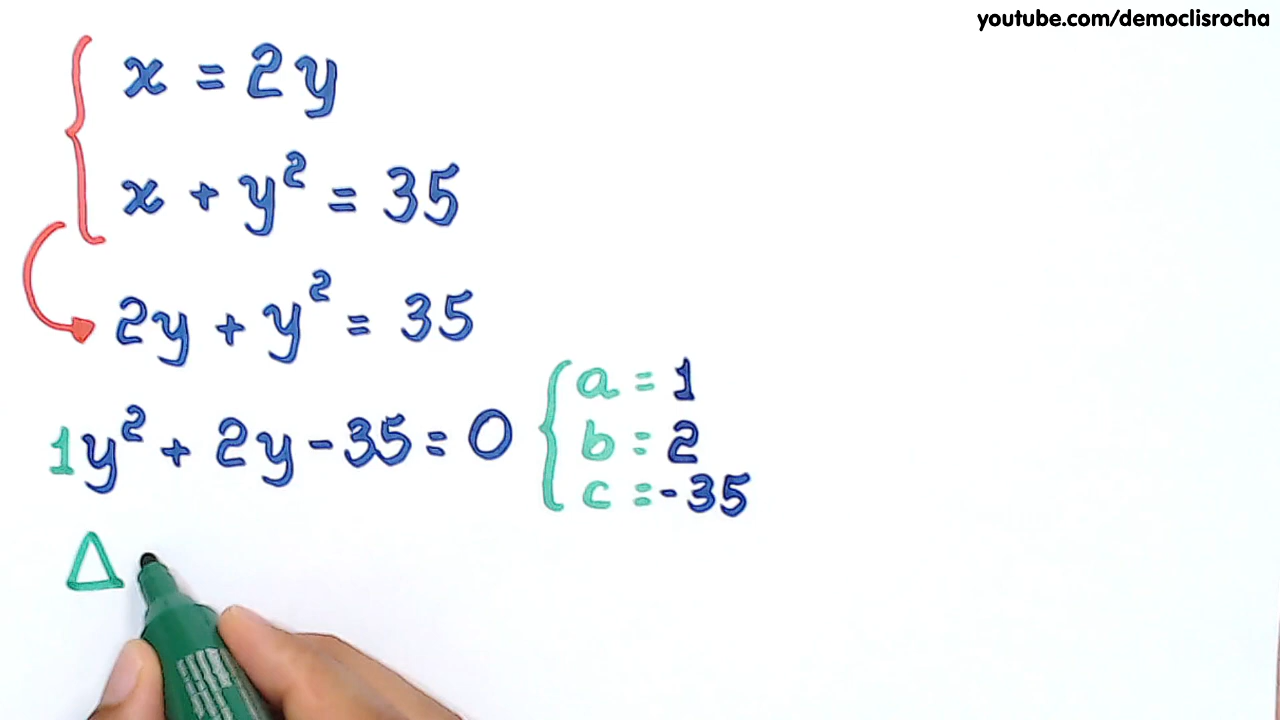 youtube.com/democlisrocha
x = 2y
x + y² = 35
2y + y² = 35
1y² + 2y - 35 = 0
a = 1
b = 2
c = -35
Δ